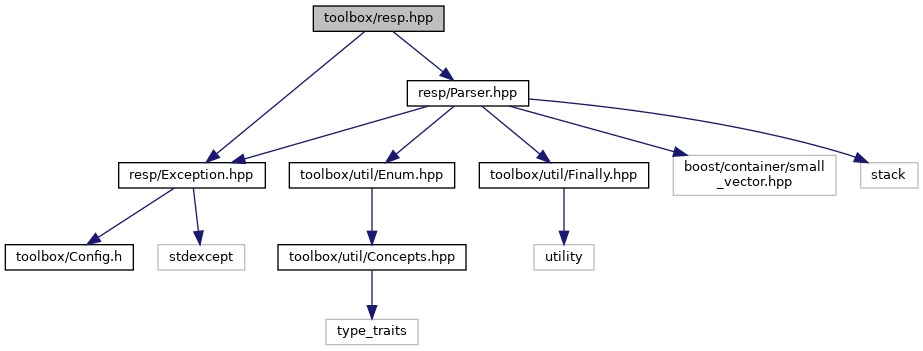 toolbox/resp.hpp
resp/Parser.hpp
resp/Exception.hpp
toolbox/util/Enum.hpp
toolbox/util/Finally.hpp
boost/container/small
_vector.hpp
stack
toolbox/Config.h
stdexcept
toolbox/util/Concepts.hpp
utility
type_traits